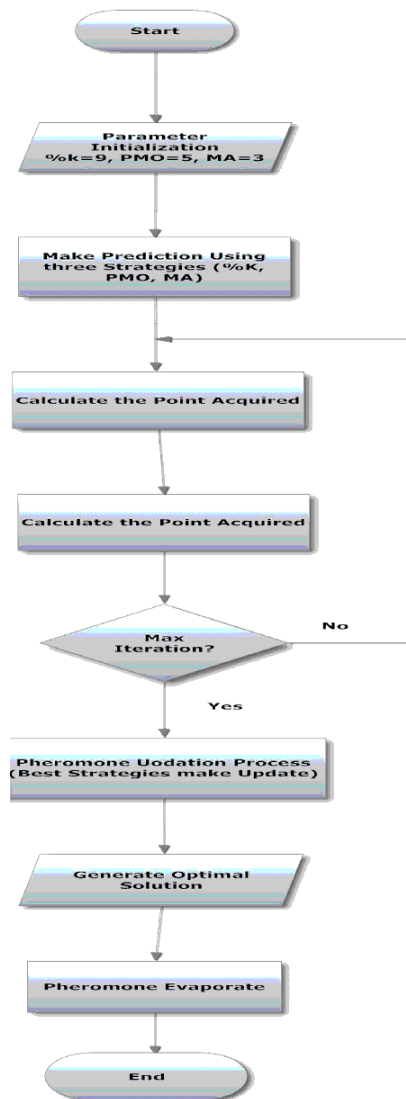 Start
Parameter
Initialization
%k=9, PMO=5, MA=3
Make Prediction Using
three Strategies (%K,
PMO, MA)
Calculate the Point Acquired
Calculate the Point Acquired
Max
Iteration?
No
Yes
Pheromone Uodation Process
(Best Strategies make Update)
Generate Optimal
Solution
Pheromone Evaporate
End